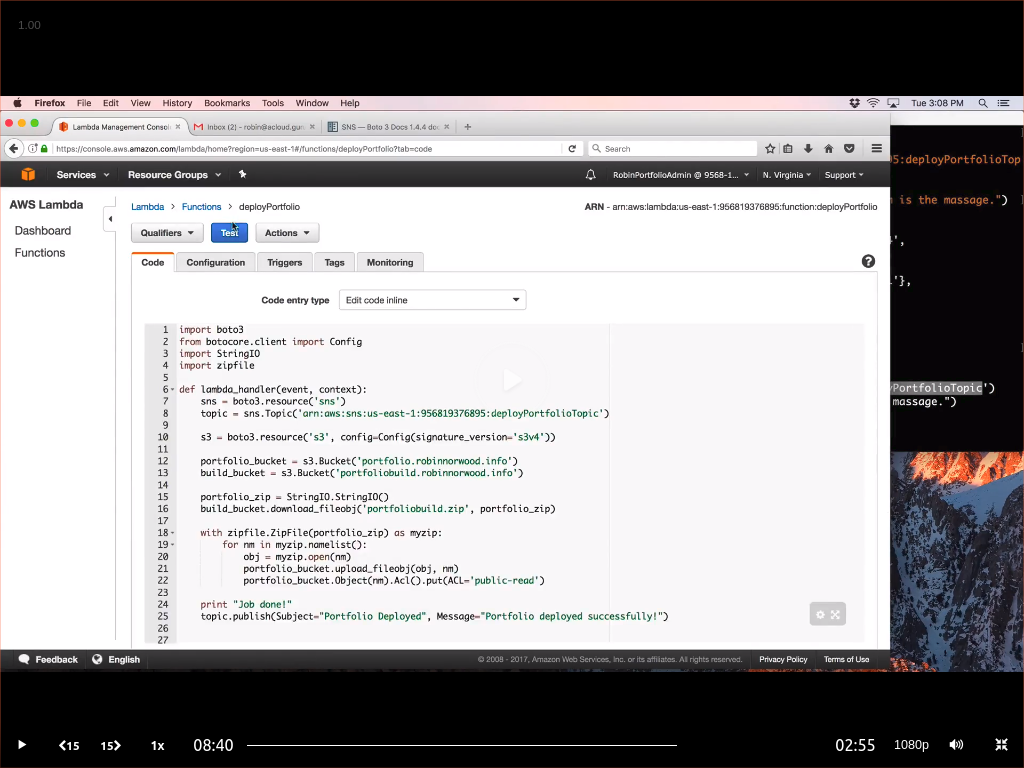 1.00
Firefox File Edit View History Bookmarks Tools Window Help
Tue 3:08 PM
Lambda Management Consol
Inbox (2) - robin@acloud.gur
SNS — Boto 3 Docs 1.4.4 doc
https://console.aws.amazon.com/lambda/home?region=us-east-1#/functions/deployPortfolio?tab=code
Search
Services Resource Groups
RobinPortfolioAdmin @ 9568-1... N. Virginia Support
AWS Lambda
Dashboard
Functions
Lambda > Functions > deployPortfolio
ARN - arn:aws:lambda:us-east-1:956819376895:function:deployPortfolio
Qualifiers Test Actions
Code Configuration Triggers Tags Monitoring
Code entry type Edit code inline
1 import boto3
2 from botocore.client import Config
3 import StringIO
4 import zipfile
5
6 def lambda_handler(event, context):
7 sns = boto3.resource('sns')
8 topic = sns.Topic('arn:aws:sns:us-east-1:956819376895:deployPortfolioTopic')
9
10 s3 = boto3.resource('s3', config=Config(signature_version='s3v4'))
11
12 portfolio_bucket = s3.Bucket('portfolio.robinnorwood.info')
13 build_bucket = s3.Bucket('portfoliobuild.robinnorwood.info')
14
15 portfolio_zip = StringIO.StringIO()
16 build_bucket.download_fileobj('portfoliobuild.zip', portfolio_zip)
17
18 with zipfile.ZipFile(portfolio_zip) as myzip:
19 for nm in myzip.namelist():
20 obj = myzip.open(nm)
21 portfolio_bucket.upload_fileobj(obj, nm)
22 portfolio_bucket.Object(nm).Acl().put(ACL='public-read')
23
24 print "Job done!"
25 topic.publish(Subject="Portfolio Deployed", Message="Portfolio deployed successfully!")
26
27
5:deployPortfolioTop
is the massage.")
',
'},
PortfolioTopic')
massage.")
Feedback English
© 2008 - 2017, Amazon Web Services, Inc. or its affiliates. All rights reserved. Privacy Policy Terms of Use
15 15 1x 08:40 02:55 1080p